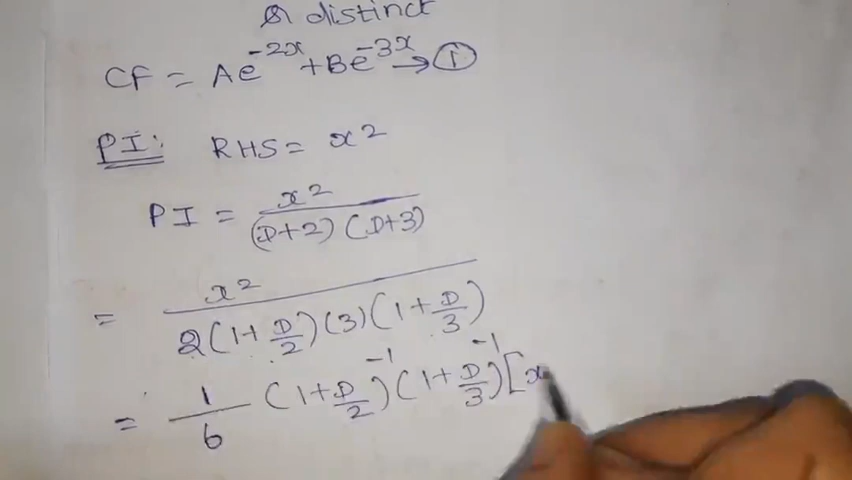 & distinct
CF = Ae^{-2x} + Be^{-3x} → ①
PI: RHS = x²
PI = x² / (D+2)(D+3)
= x² / 2(1+D/2)(3)(1+D/3)
= 1/6 (1+D/2)^{-1} (1+D/3)^{-1} [x